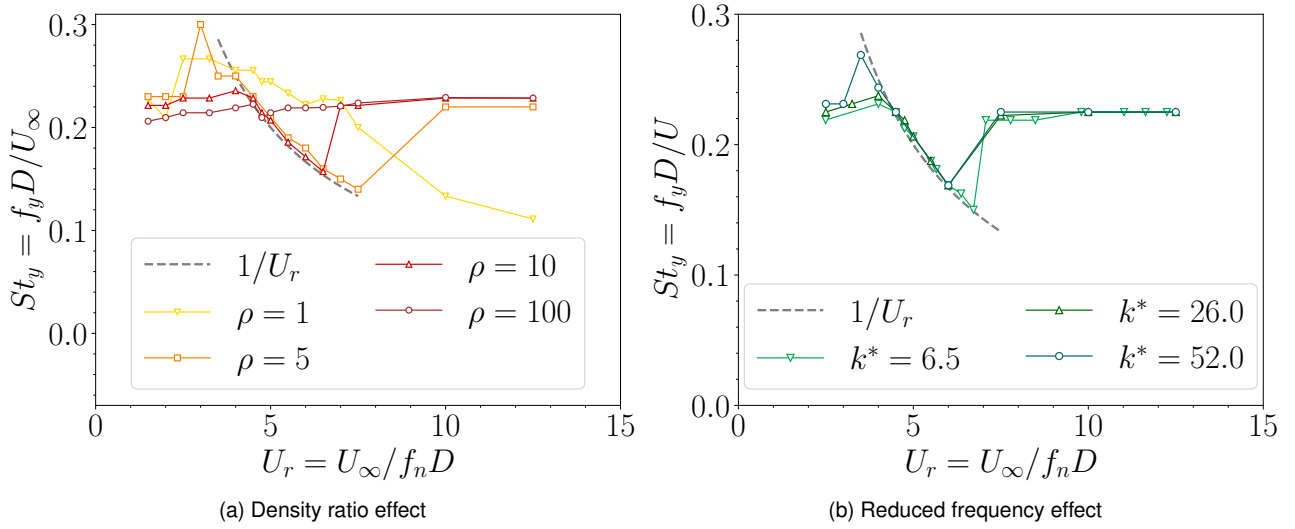 0.3
0.2
0.1
0.0
St_y = f_y D/U_∞
0 5 10 15
U_r = U_∞/f_n D
1/U_r
ρ = 1
ρ = 5
ρ = 10
ρ = 100
(a) Density ratio effect
0.3
0.2
0.1
0.0
St_y = f_y D/U
0 5 10 15
U_r = U_∞/f_n D
1/U_r
k* = 6.5
k* = 26.0
k* = 52.0
(b) Reduced frequency effect